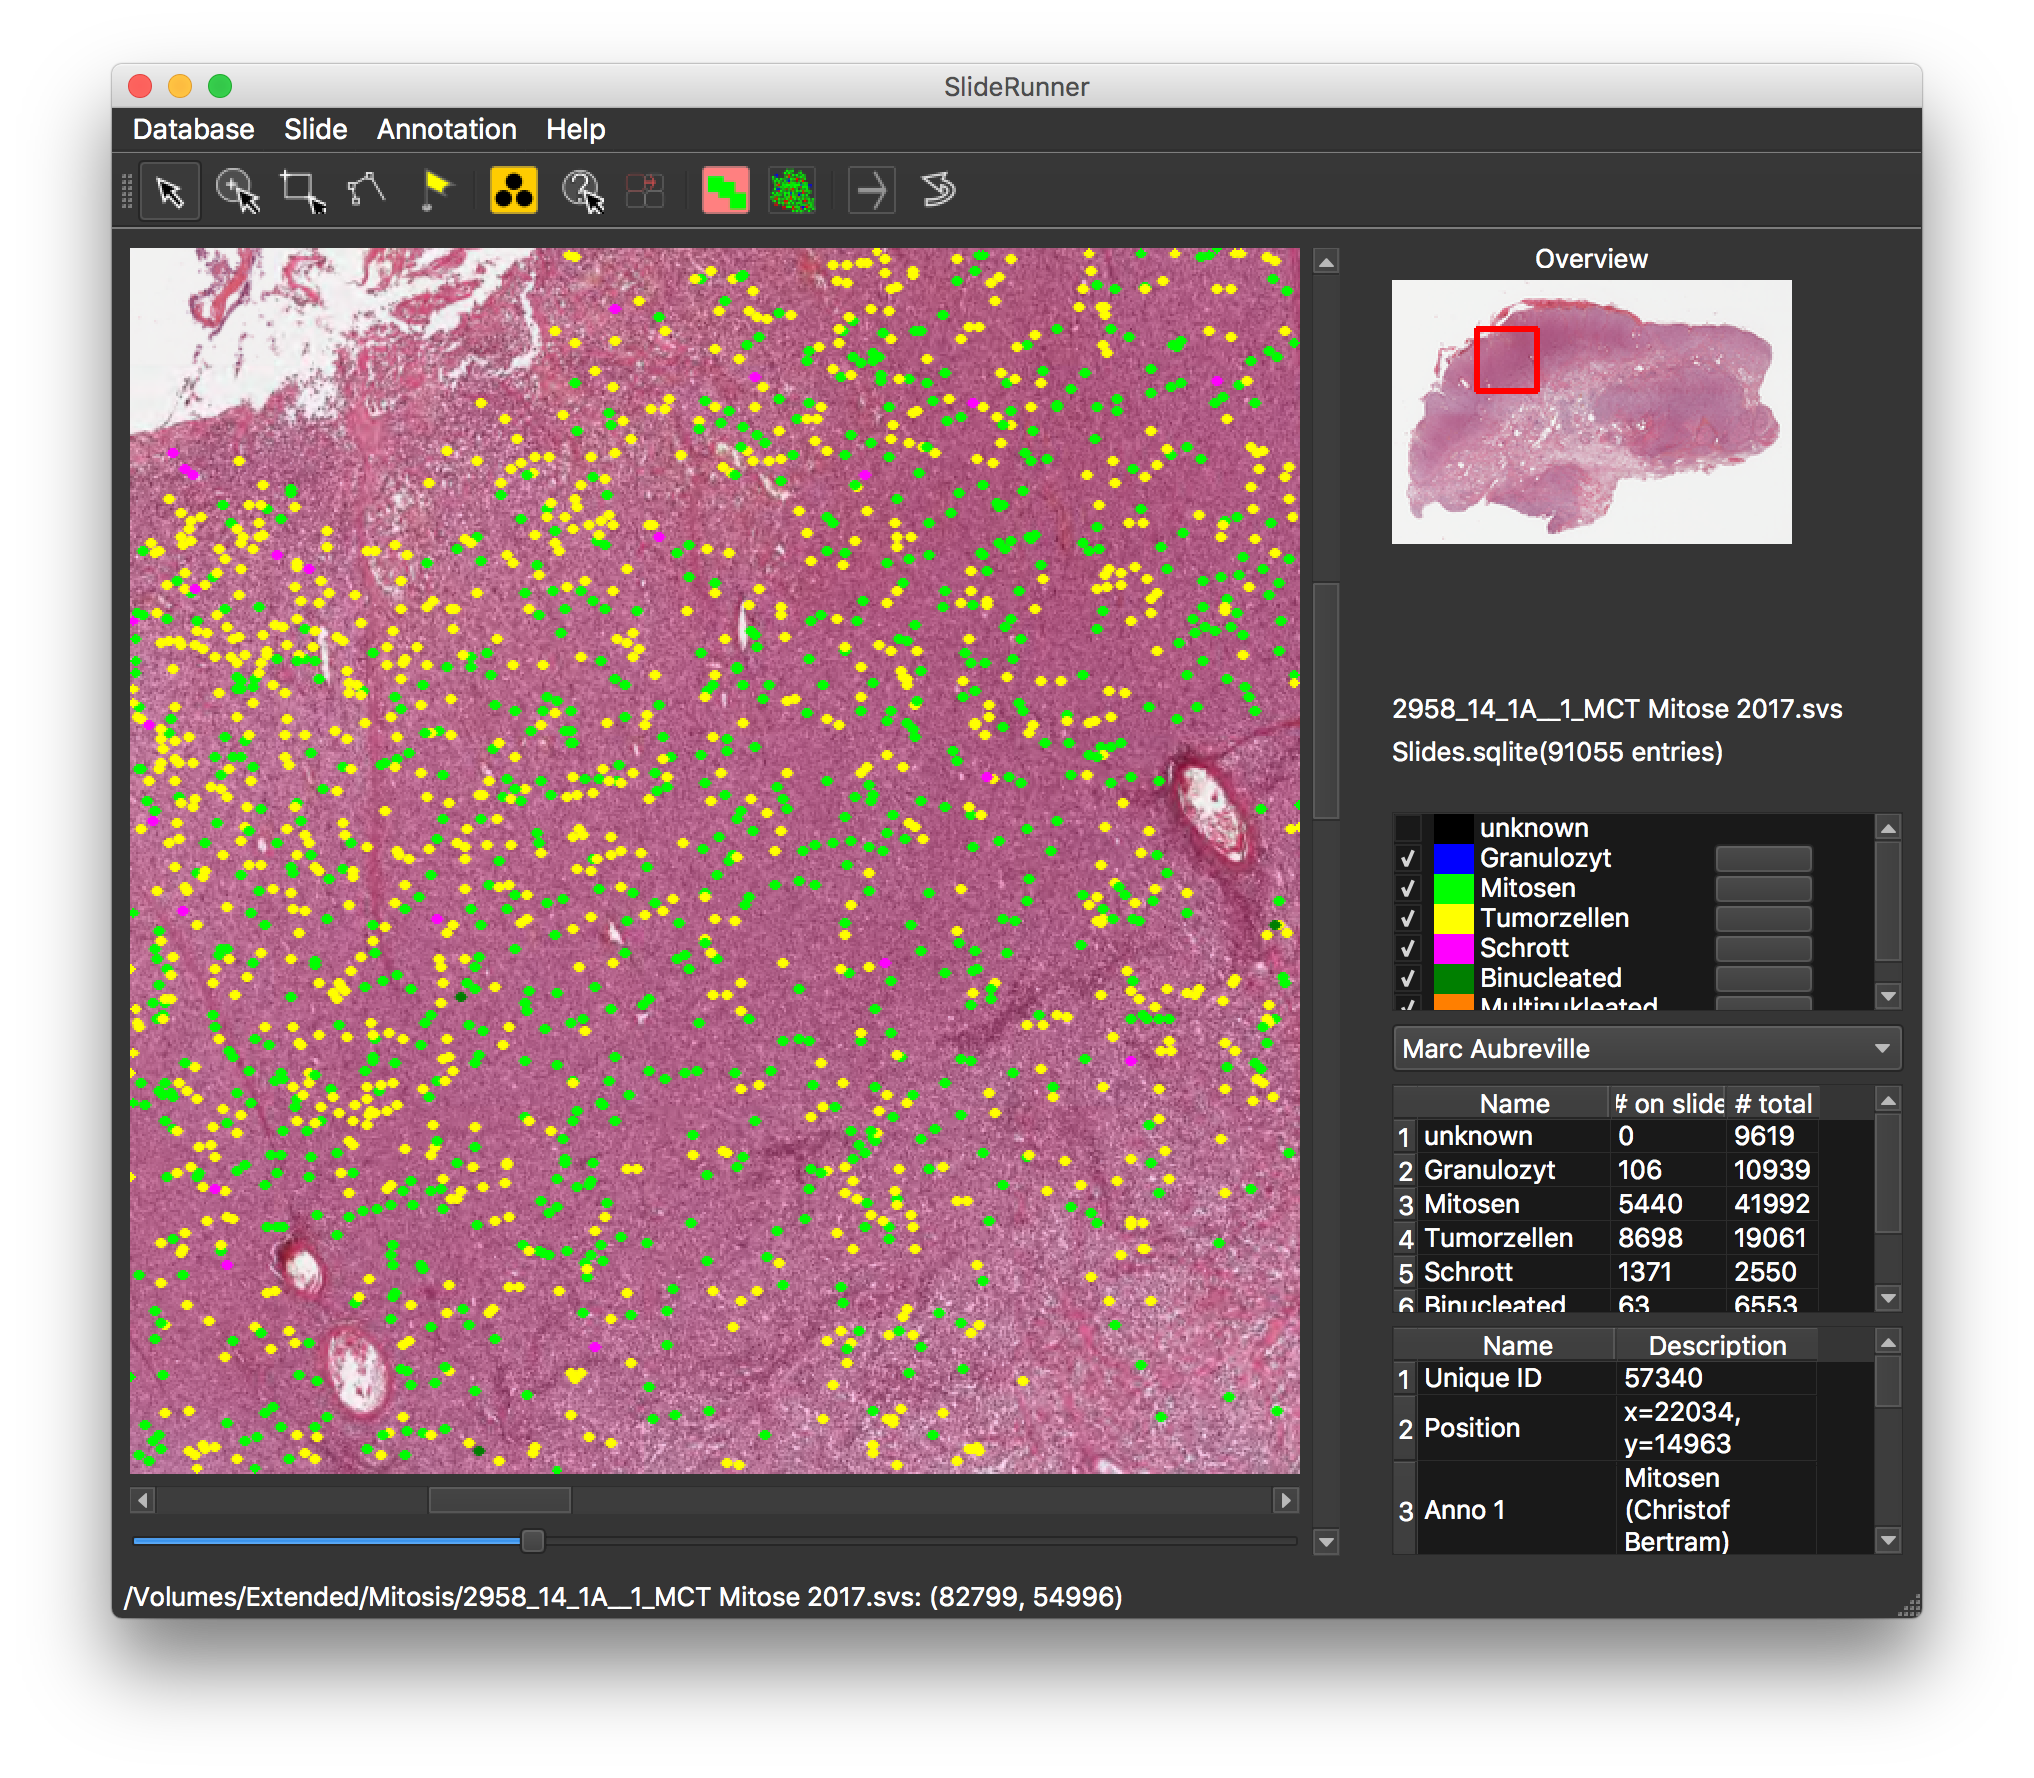 SlideRunner
Database Slide Annotation Help
Overview
2958_14_1A__1_MCT Mitose 2017.svs
Slides.sqlite(91055 entries)
unknown
Granulozyt
Mitosen
Tumorzellen
Schrott
Binucleated
Multinukleated
Marc Aubreville
Name # on slide # total
1 unknown 0 9619
2 Granulozyt 106 10939
3 Mitosen 5440 41992
4 Tumorzellen 8698 19061
5 Schrott 1371 2550
6 Binucleated 63 6553
Name Description
1 Unique ID 57340
2 Position x=22034,
y=14963
3 Anno 1 Mitosen
(Christof
Bertram)
/Volumes/Extended/Mitosis/2958_14_1A__1_MCT Mitose 2017.svs: (82799, 54996)